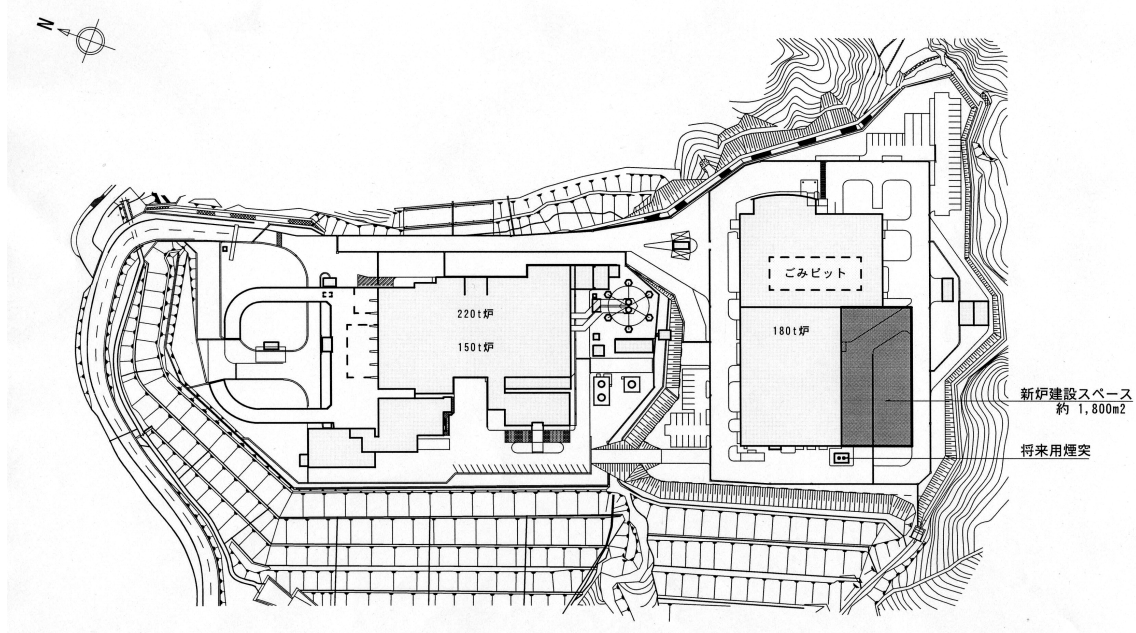 N
ごみピット
220t炉
180t炉
150t炉
新炉建設スペース
約 1,800m2
将来用煙突